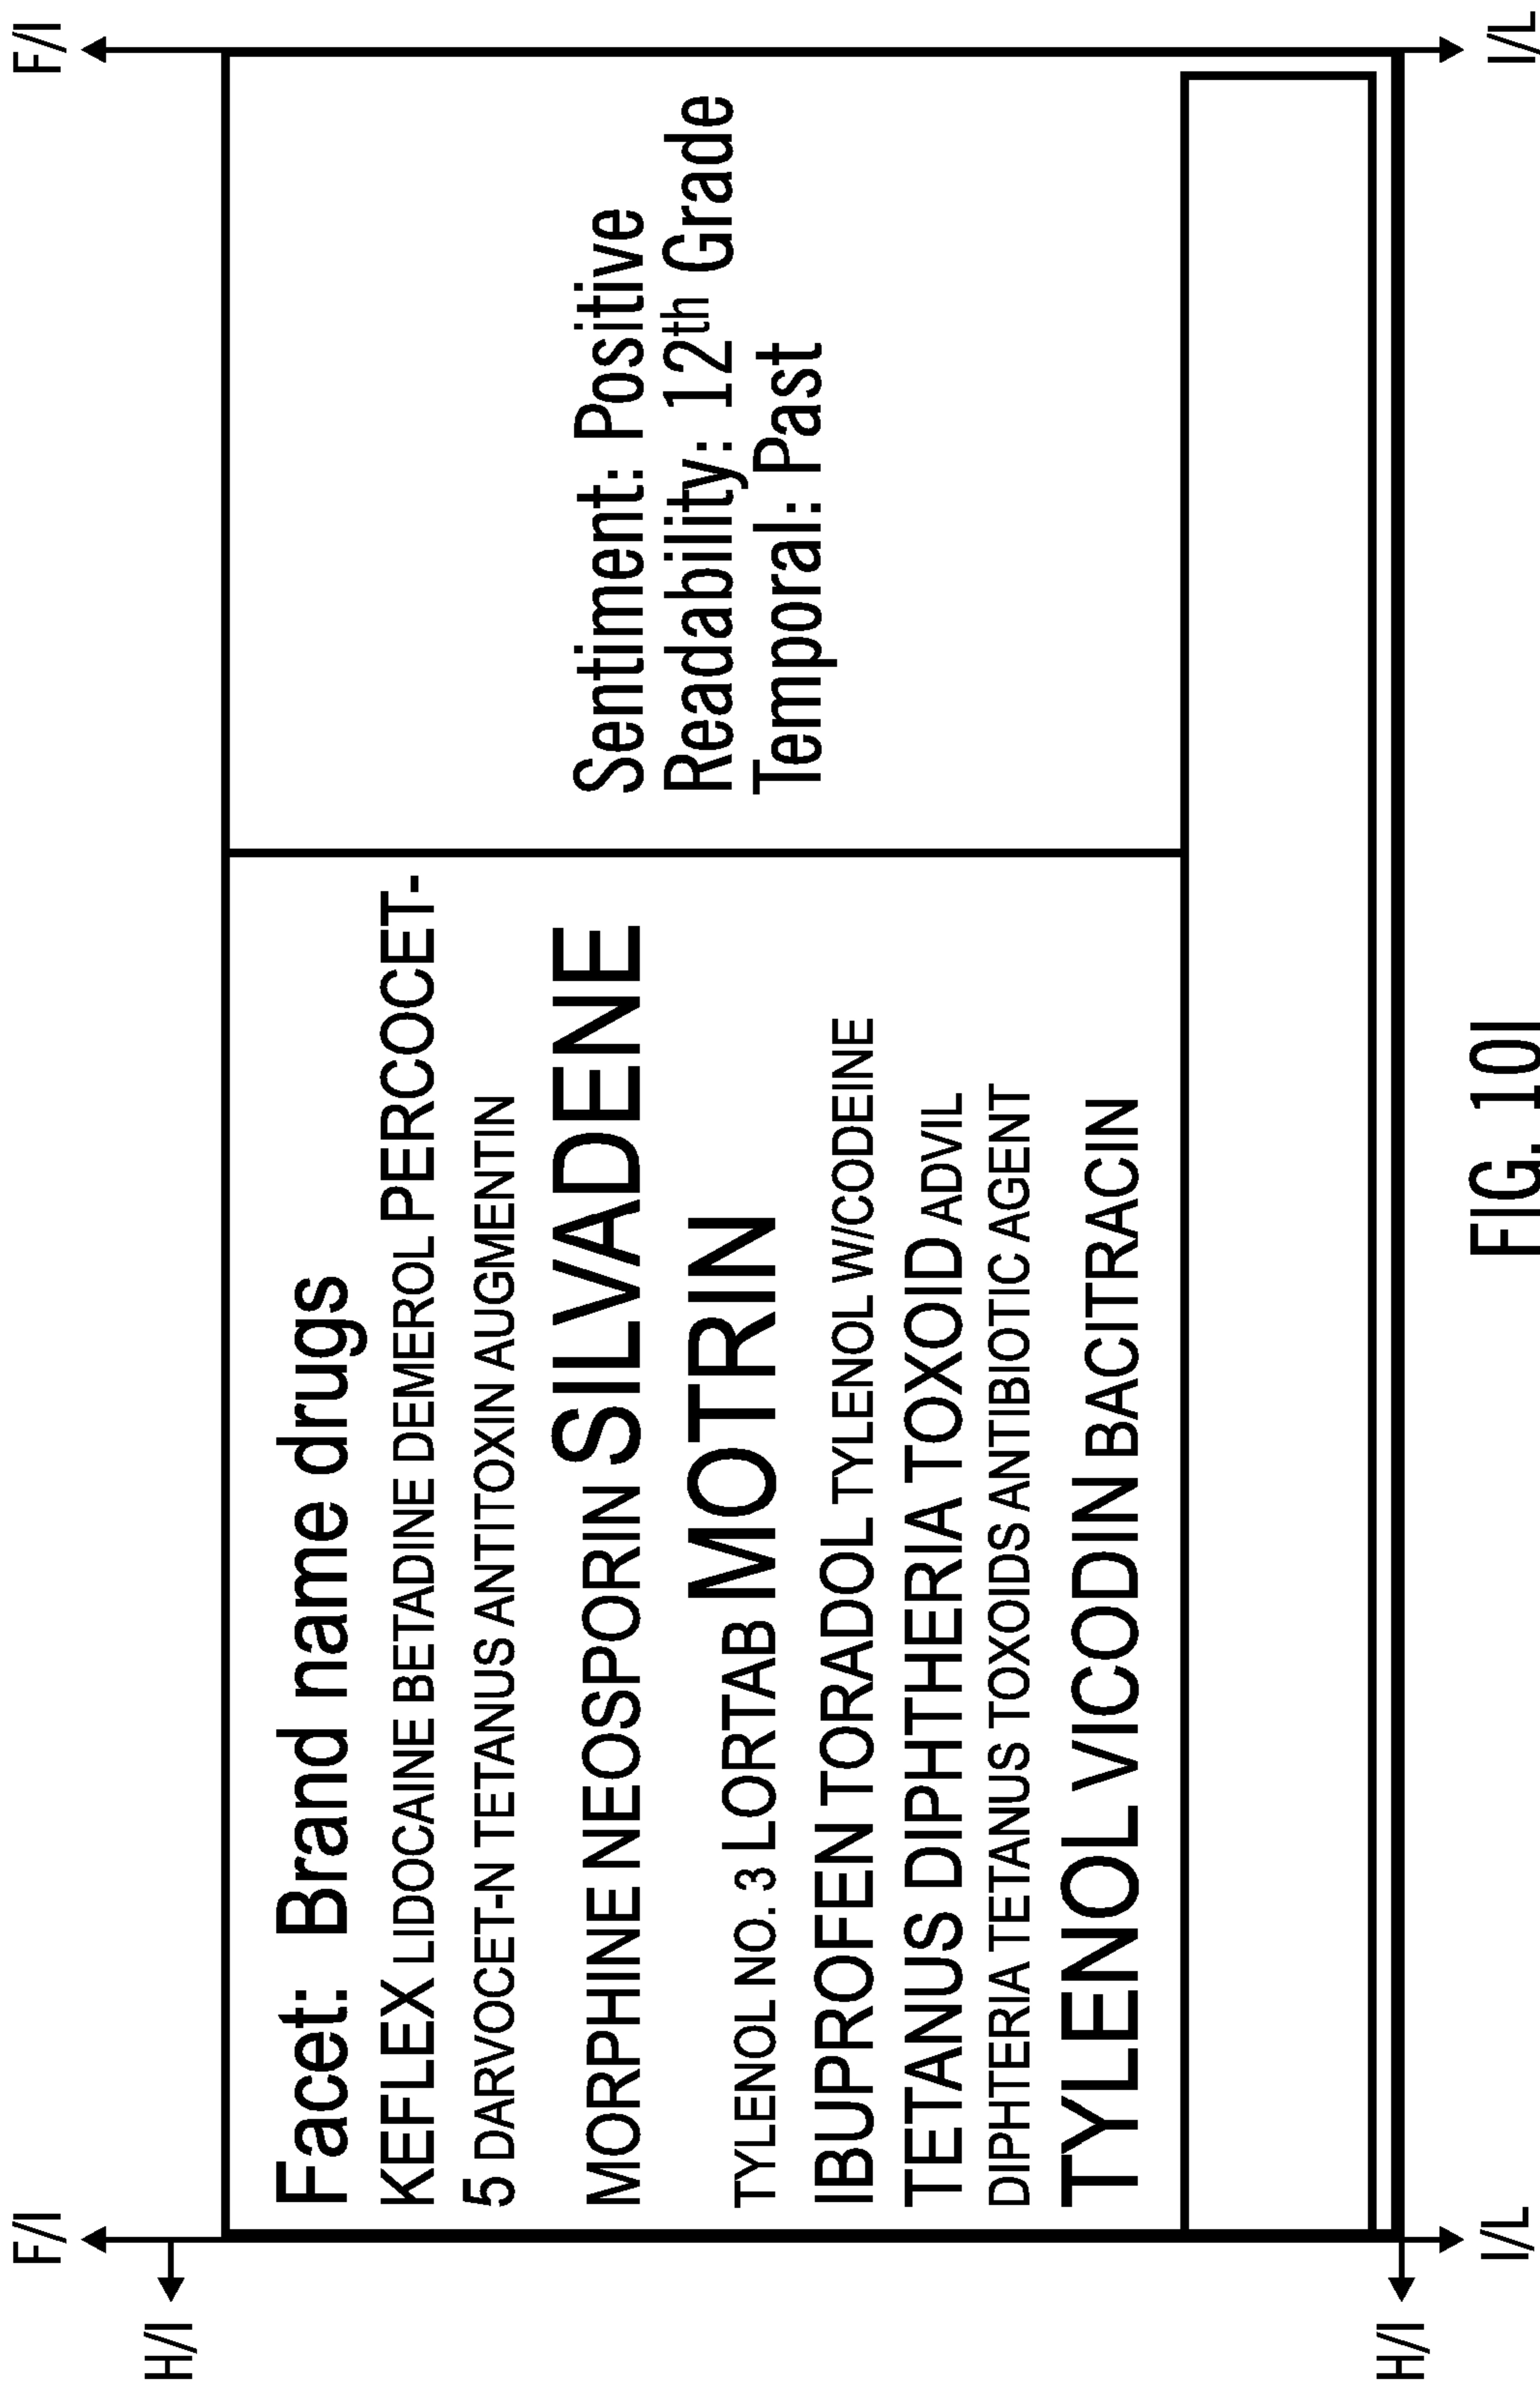 F/I
F/I
H/I
Facet: Brand name drugs
KEFLEX LIDOCAINE BETADINE DEMEROL PERCOCET-
5 DARVOCET-N TETANUS ANTITOXIN AUGMENTIN
MORPHINE NEOSPORIN SILVADENE
TYLENOL NO. 3 LORTAB MOTRIN
IBUPROFEN TORADOL TYLENOL W/CODEINE
TETANUS DIPHTHERIA TOXOID ADVIL
DIPHTERIA TETANUS TOXOIDS ANTIBIOTIC AGENT
TYLENOL VICODIN BACITRACIN
Sentiment: Positive
Readability: 12th Grade
Temporal: Past
H/I
I/L
I/L
FIG. 10I